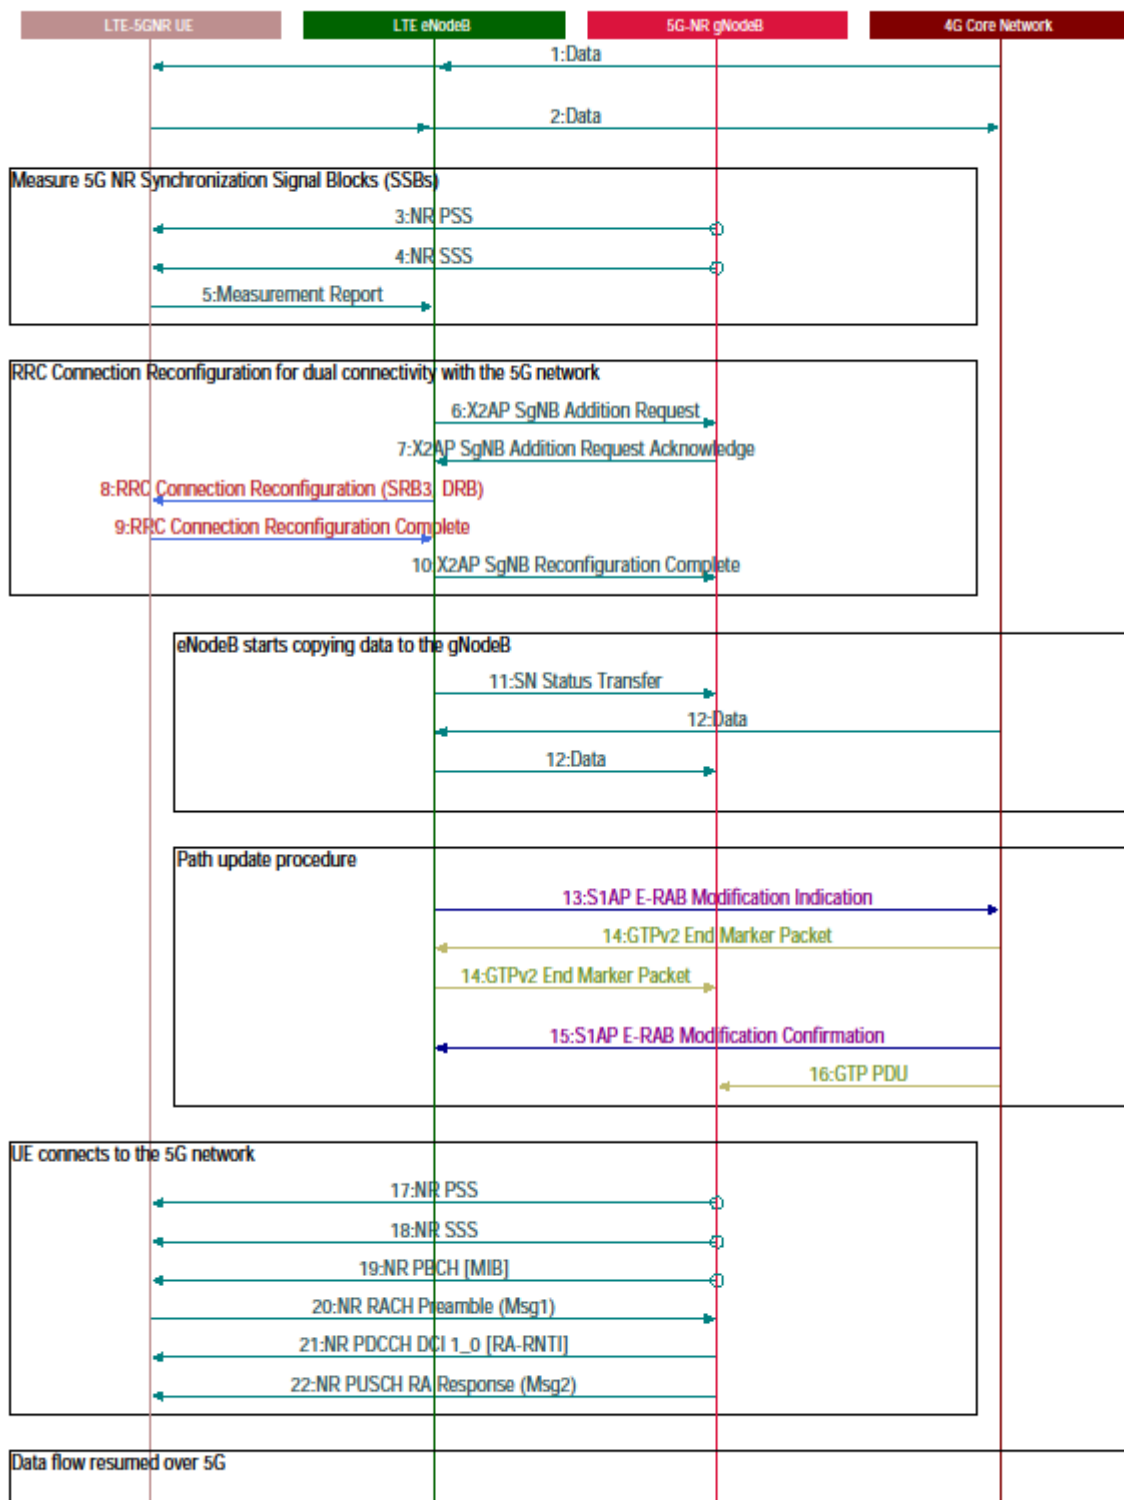 LTE-5GNR UE
LTE eNodeB
5G-NR gNodeB
4G Core Network
1:Data
2:Data
Measure 5G NR Synchronization Signal Blocks (SSBs)
3:NR PSS
4:NR SSS
5:Measurement Report
RRC Connection Reconfiguration for dual connectivity with the 5G network
6:X2AP SgNB Addition Request
7:X2AP SgNB Addition Request Acknowledge
8:RRC Connection Reconfiguration (SRB3, DRB)
9:RRC Connection Reconfiguration Complete
10:X2AP SgNB Reconfiguration Complete
eNodeB starts copying data to the gNodeB
11:SN Status Transfer
12:Data
12:Data
Path update procedure
13:S1AP E-RAB Modification Indication
14:GTPv2 End Marker Packet
14:GTPv2 End Marker Packet
15:S1AP E-RAB Modification Confirmation
16:GTP PDU
UE connects to the 5G network
17:NR PSS
18:NR SSS
19:NR PBCH [MIB]
20:NR RACH Preamble (Msg1)
21:NR PDCCH DCI 1_0 [RA-RNTI]
22:NR PUSCH RA Response (Msg2)
Data flow resumed over 5G